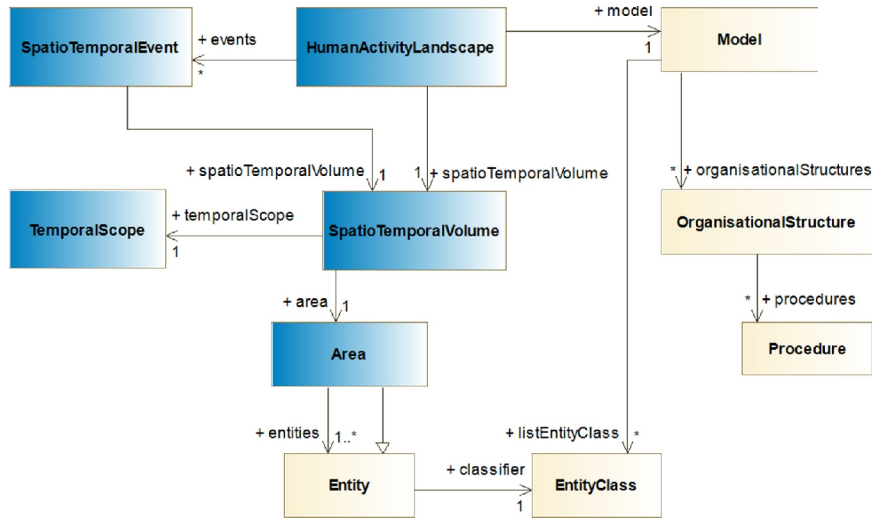 + model
SpatioTemporalEvent
+ events
HumanActivityLandscape
Model
*
1
+ spatioTemporalVolume
1
1
+ spatioTemporalVolume
*
+ organisationalStructures
TemporalScope
+ temporalScope
1
SpatioTemporalVolume
OrganisationalStructure
+ area
1
*
+ procedures
Area
Procedure
+ entities
1..*
+ listEntityClass
*
Entity
+ classifier
1
EntityClass